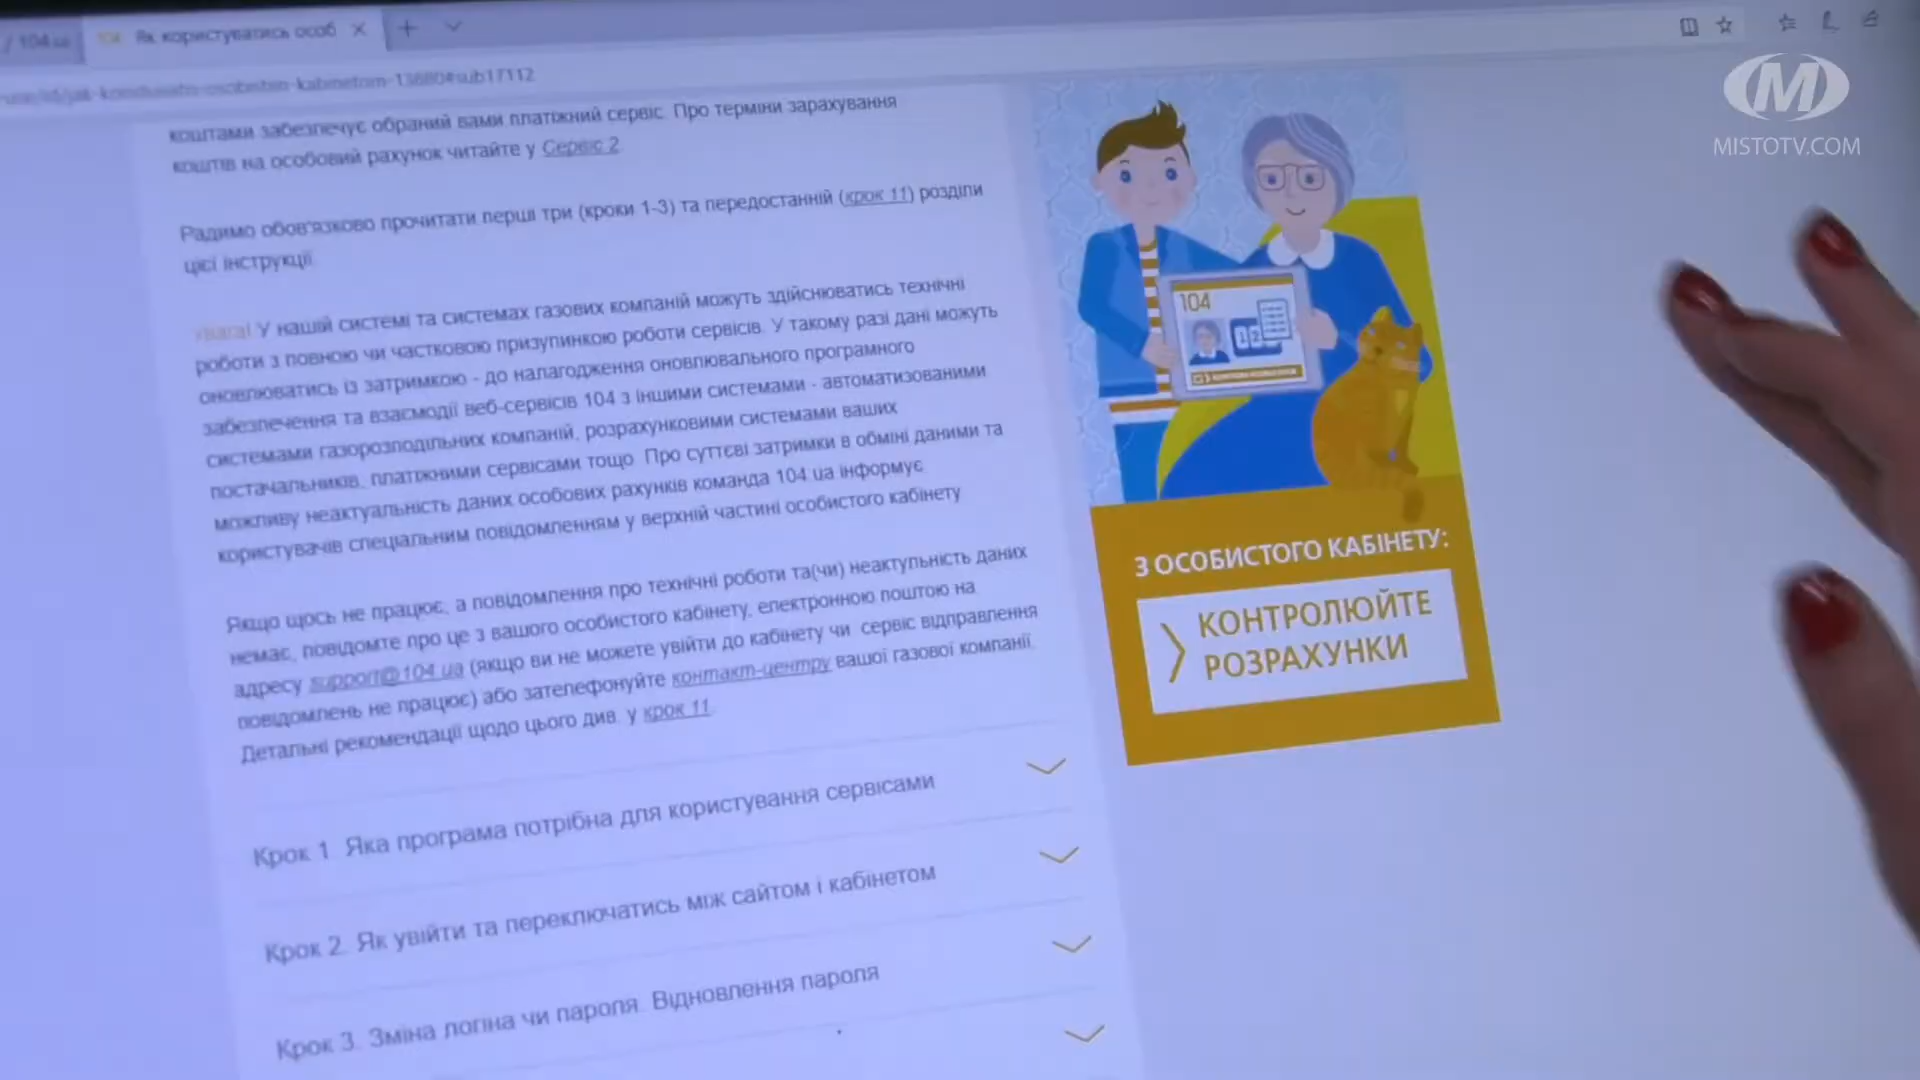 104.ua
104 Як користуватись особ
коштами забезпечує обраний вами платіжний сервіс. Про терміни зарахування
коштів на особовий рахунок читайте у Сервіс 2.
Радимо обов'язково прочитати перші три (кроки 1-3) та передостанній (крок 11) розділи
цієї інструкції.
Увага! У нашій системі та системах газових компаній можуть здійснюватись технічні
роботи з повною чи частковою призупинкою роботи сервісів. У такому разі дані можуть
оновлюватись із затримкою - до налагодження оновлювального програмного
забезпечення та взаємодії веб-сервісів 104 з іншими системами - автоматизованими
системами газорозподільних компаній, розрахунковими системами ваших
постачальників, платіжними сервісами тощо. Про суттєві затримки в обміні даними та
можливу неактуальність даних особових рахунків команда 104.ua інформує
користувачів спеціальним повідомленням у верхній частині особистого кабінету.
Якщо щось не працює, а повідомлення про технічні роботи та(чи) неактульність даних
немає, повідомте про це з вашого особистого кабінету, електронною поштою на
адресу support@104.ua (якщо ви не можете увійти до кабінету чи сервіс відправлення
повідомлень не працює) або зателефонуйте контакт-центру вашої газової компанії.
Детальні рекомендації щодо цього див. у крок 11.
Крок 1. Яка програма потрібна для користування сервісами
Крок 2. Як увійти та переключатись між сайтом і кабінетом
Крок 3. Зміна логіна чи пароля. Відновлення пароля
104
З ОСОБИСТОГО КАБІНЕТУ:
КОНТРОЛЮЙТЕ
РОЗРАХУНКИ
M
MISTOTV.COM